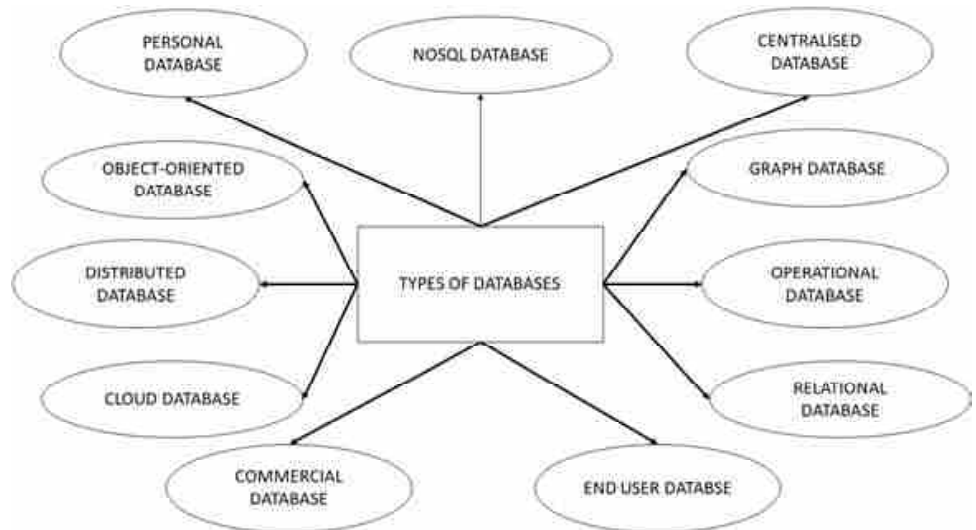 PERSONAL
DATABASE
NOSQL DATABASE
CENTRALISED
DATABASE
OBJECT-ORIENTED
DATABASE
GRAPH DATABASE
DISTRIBUTED
DATABASE
TYPES OF DATABASES
OPERATIONAL
DATABASE
CLOUD DATABASE
RELATIONAL
DATABASE
COMMERCIAL
DATABASE
END USER DATABSE